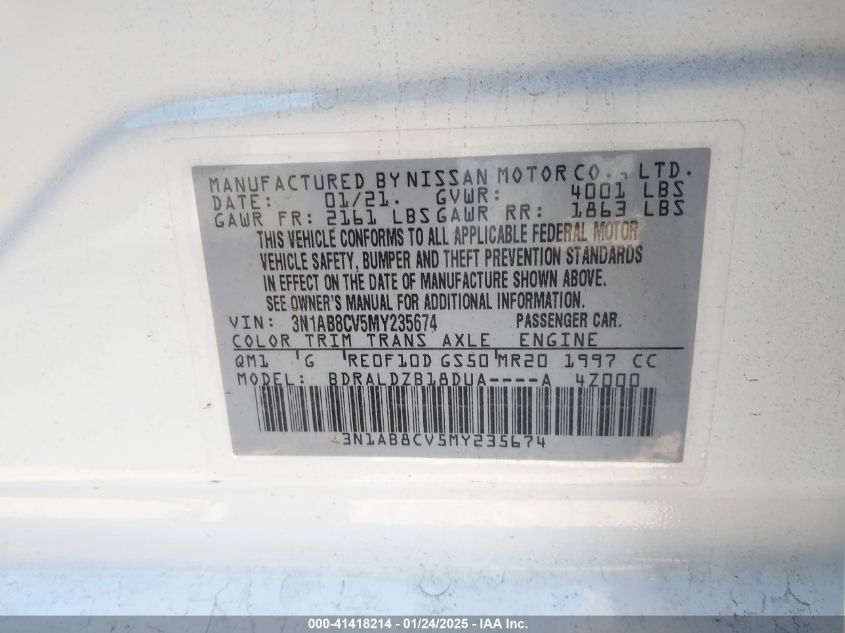 MANUFACTURED BY NISSAN MOTOR CO., LTD.
DATE: 01/21. GVWR: 4001 LBS
GAWR FR: 2161 LBS GAWR RR: 1863 LBS
THIS VEHICLE CONFORMS TO ALL APPLICABLE FEDERAL MOTOR
VEHICLE SAFETY, BUMPER AND THEFT PREVENTION STANDARDS
IN EFFECT ON THE DATE OF MANUFACTURE SHOWN ABOVE.
SEE OWNER'S MANUAL FOR ADDITIONAL INFORMATION.
VIN: 3N1AB8CV5MY235674 PASSENGER CAR.
COLOR TRIM TRANS AXLE ENGINE
QM1 G RE0F10D GS50 MR20 1997 CC
MODEL: BDRALDZB18DUA----A 4Z000
3N1AB8CV5MY235674
000-41418214 - 01/24/2025 - IAA Inc.